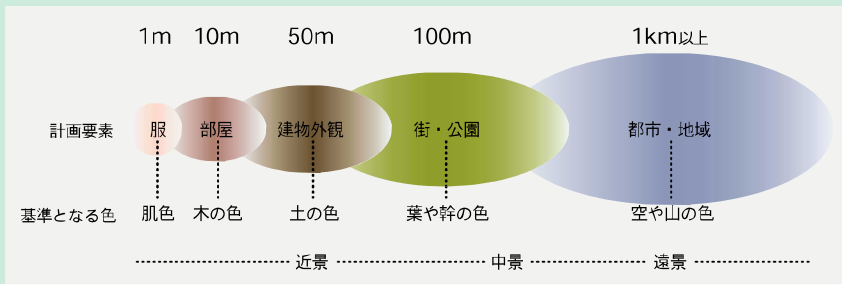 1m 10m 50m 100m 1km以上
計画要素 服 部屋 建物外観 街・公園 都市・地域
基準となる色 肌色 木の色 土の色 葉や幹の色 空や山の色
近景 中景 遠景